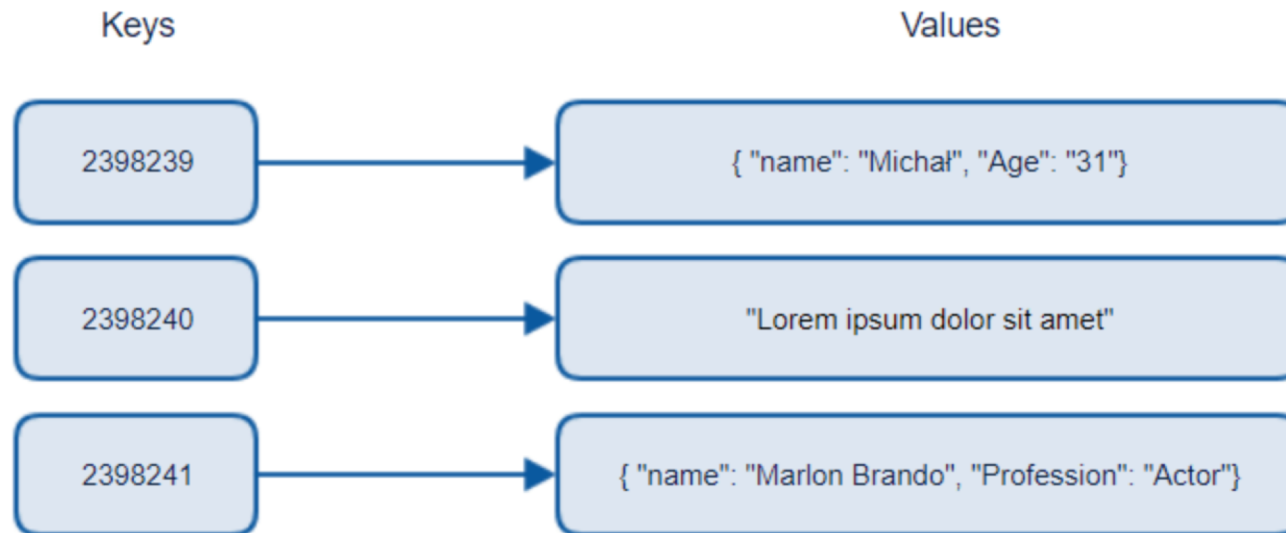 Keys Values
2398239 { "name": "Michał", "Age": "31"}
2398240 "Lorem ipsum dolor sit amet"
2398241 { "name": "Marlon Brando", "Profession": "Actor"}